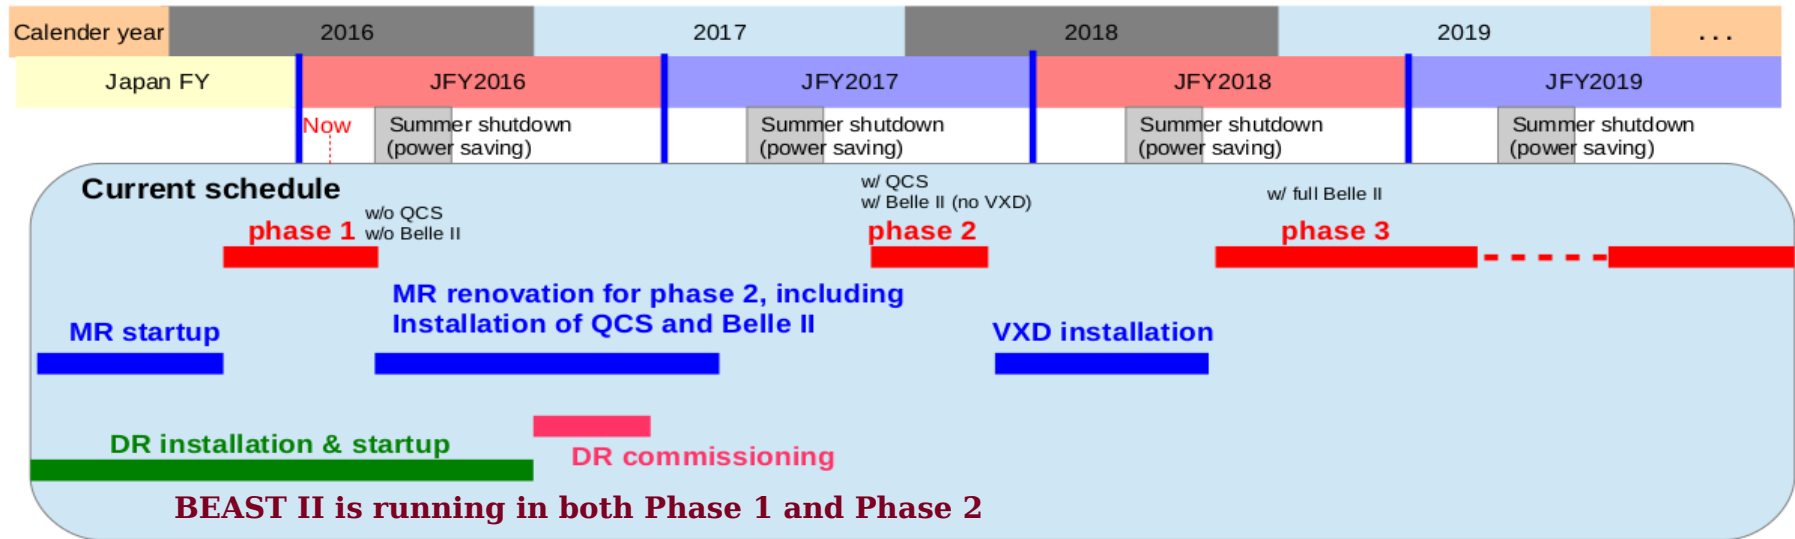 Calender year 2016 2017 2018 2019 ...
Japan FY JFY2016 JFY2017 JFY2018 JFY2019
Now Summer shutdown Summer shutdown Summer shutdown Summer shutdown
(power saving) (power saving) (power saving) (power saving)
Current schedule
w/ QCS
w/ Belle II (no VXD)
w/ full Belle II
w/o QCS
w/o Belle II
phase 1 phase 2 phase 3
MR renovation for phase 2, including
Installation of QCS and Belle II
MR startup VXD installation
DR installation & startup
DR commissioning
BEAST II is running in both Phase 1 and Phase 2